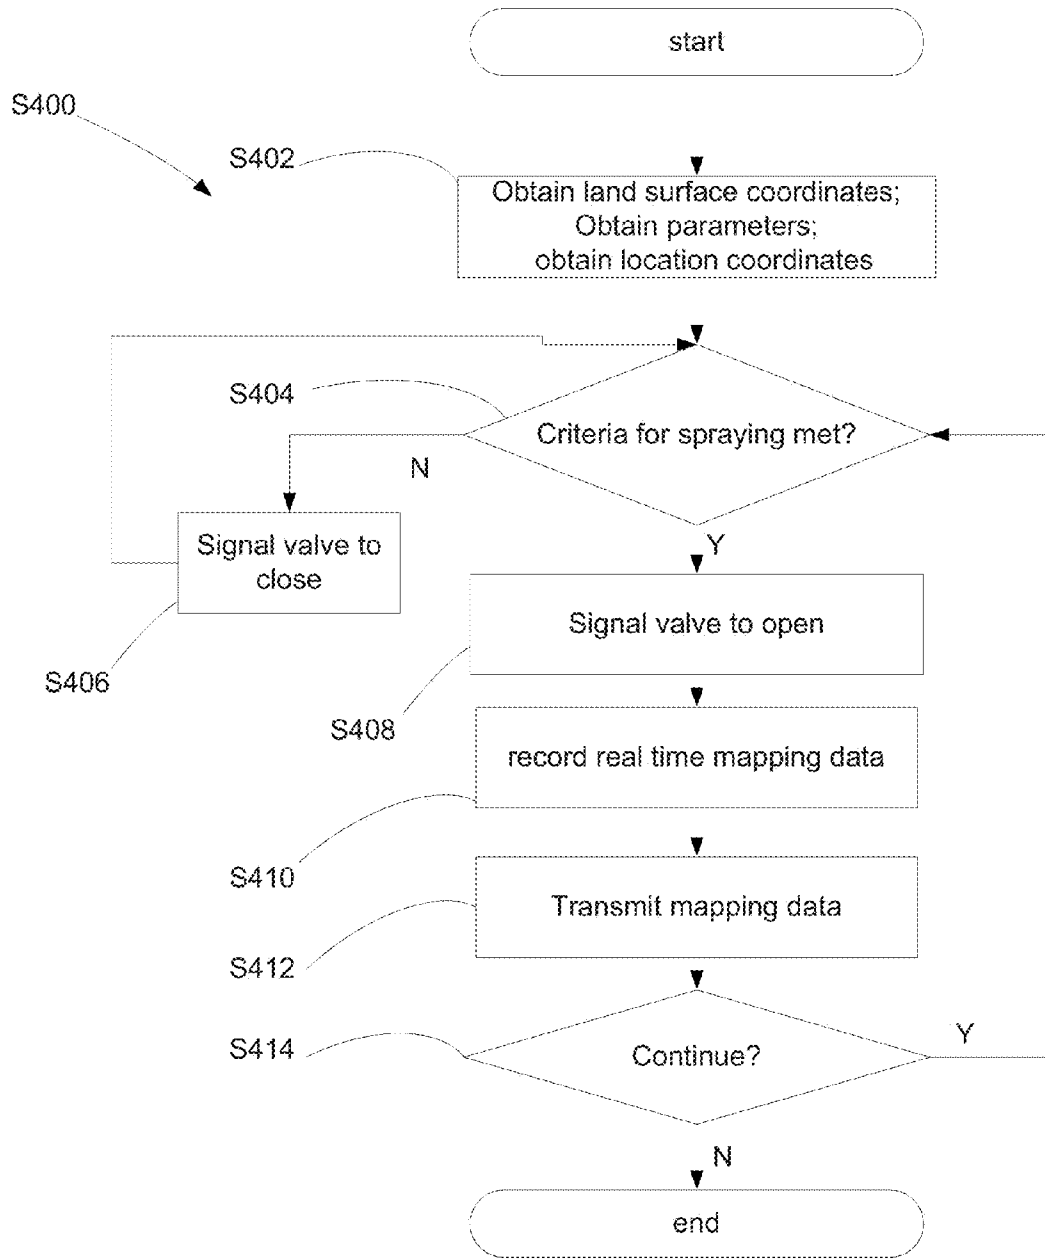 start
S400
S402
Obtain land surface coordinates;
Obtain parameters;
obtain location coordinates
S404
Criteria for spraying met?
N
Signal valve to
close
Y
S406
Signal valve to open
S408
record real time mapping data
S410
Transmit mapping data
S412
S414
Continue?
Y
N
end